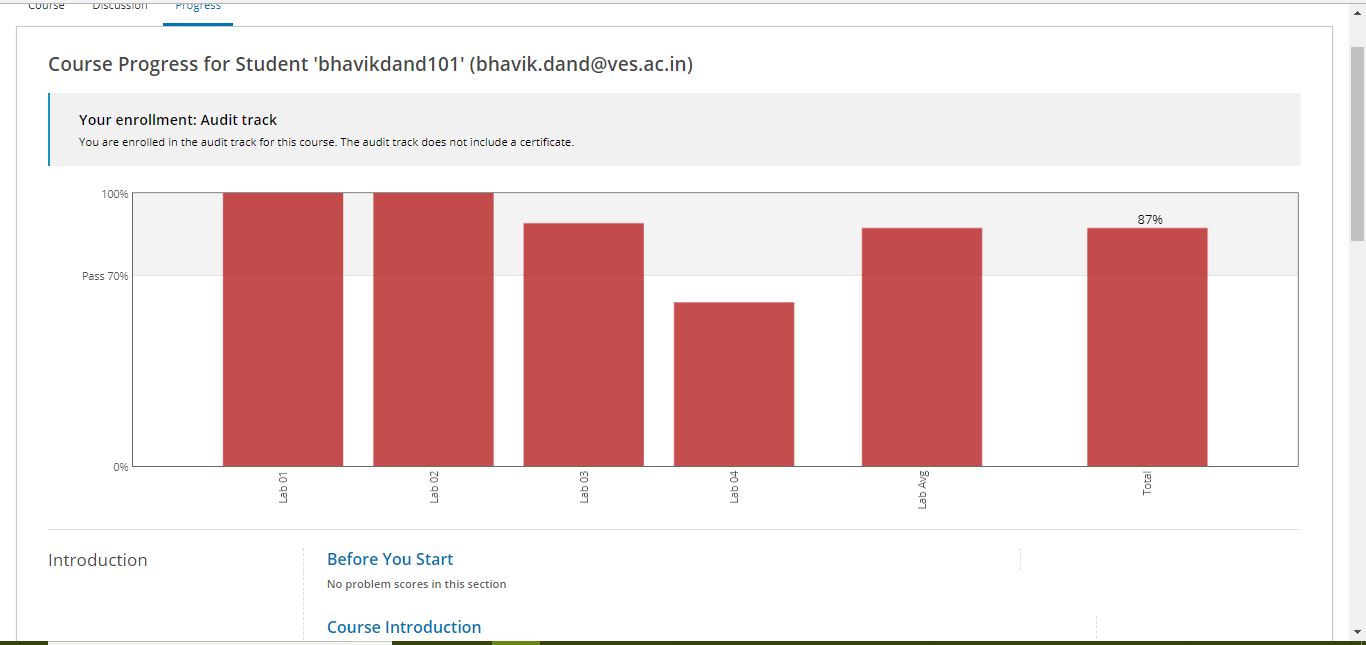 Course Discussion Progress
Course Progress for Student 'bhavikdand101' (bhavik.dand@ves.ac.in)
Your enrollment: Audit track
You are enrolled in the audit track for this course. The audit track does not include a certificate.
100%
87%
Pass 70%
0%
Lab 01
Lab 02
Lab 03
Lab 04
Lab Avg
Total
Introduction
Before You Start
No problem scores in this section
Course Introduction